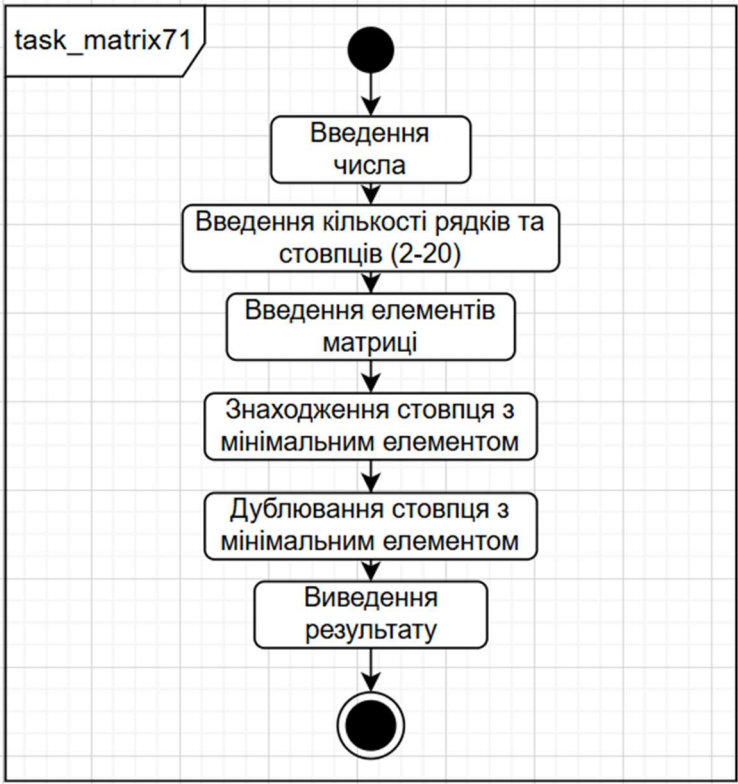 task_matrix71
Введення
числа
Введення кількості рядків та
стовпців (2-20)
Введення елементів
матриці
Знаходження стовпця з
мінімальним елементом
Дублювання стовпця з
мінімальним елементом
Виведення
результату